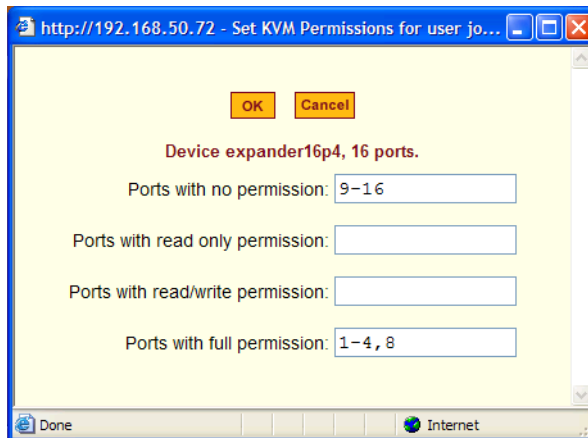 http://192.168.50.72 - Set KVM Permissions for user jo...
OK Cancel
Device expander16p4, 16 ports.
Ports with no permission: 9-16
Ports with read only permission:
Ports with read/write permission:
Ports with full permission: 1-4,8
Done Internet